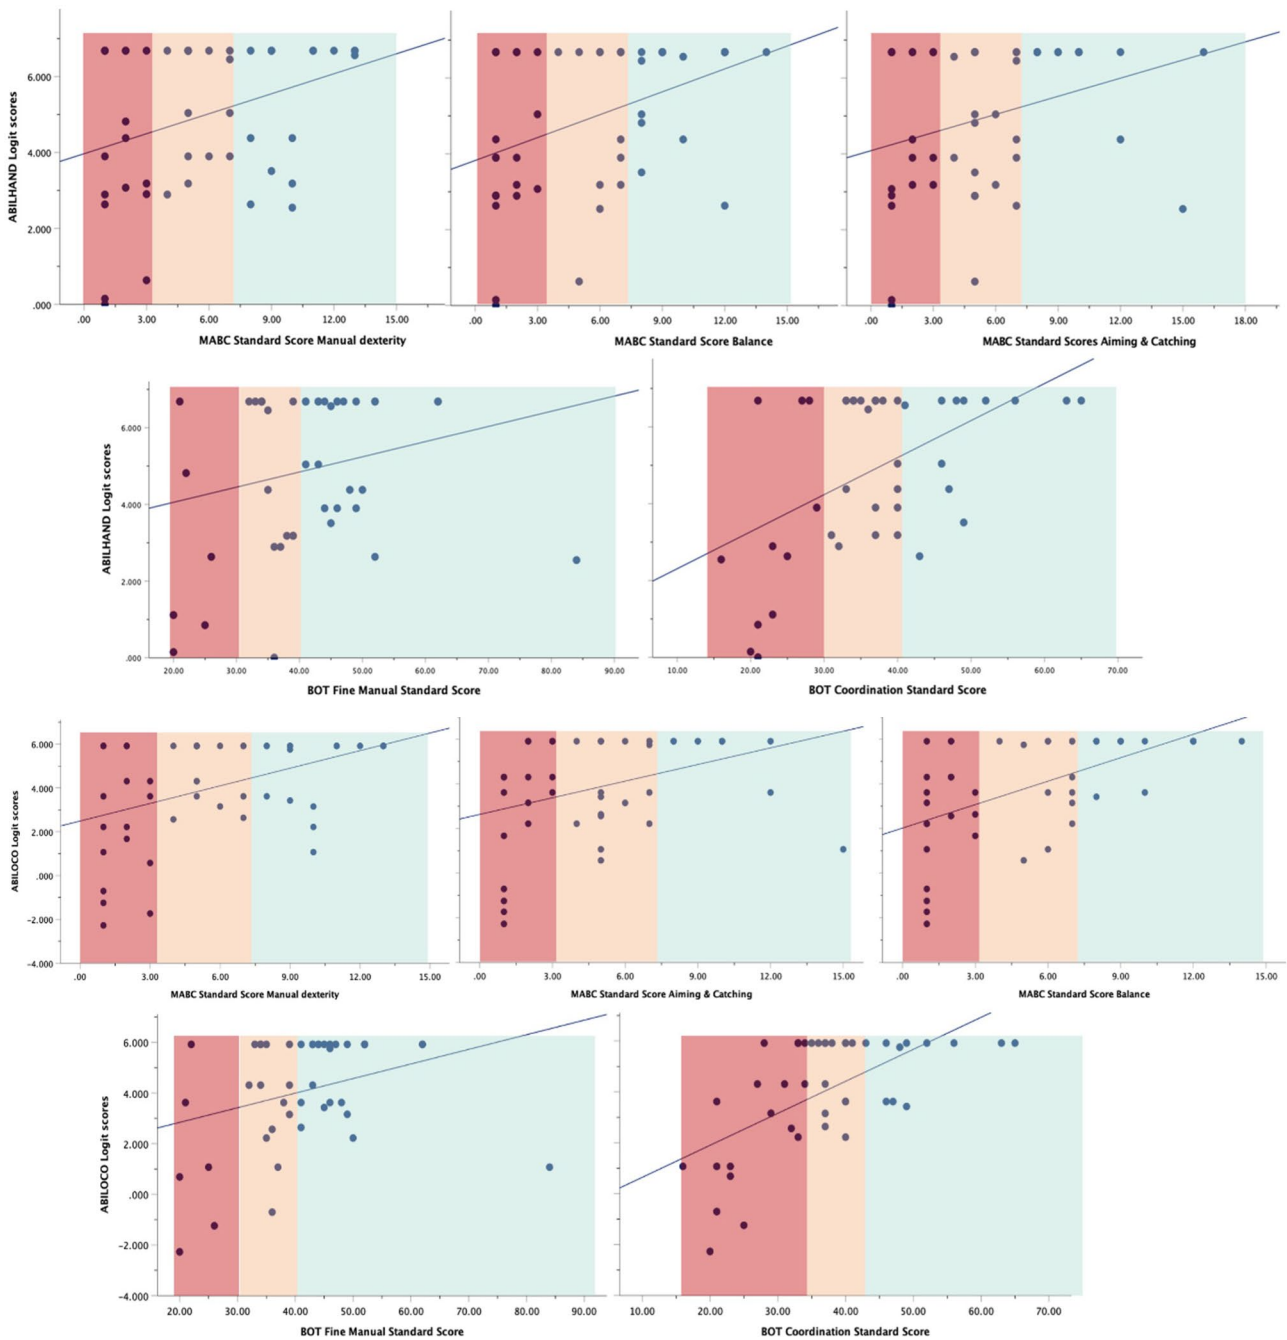 ABILHAND Logit scores
6.000
4.000
2.000
.000
.00 3.00 6.00 9.00 12.00 15.00
.00 3.00 6.00 9.00 12.00 15.00
.00 3.00 6.00 9.00 12.00 15.00 18.00
MABC Standard Score Manual dexterity
MABC Standard Score Balance
MABC Standard Scores Aiming & Catching
ABILHAND Logit scores
6.000
4.000
2.000
.000
20.00 30.00 40.00 50.00 60.00 70.00 80.00 90.00
10.00 20.00 30.00 40.00 50.00 60.00 70.00
BOT Fine Manual Standard Score
BOT Coordination Standard Score
ABILOCO Logit scores
6.000
4.000
2.000
.000
-2.000
-4.000
.00 3.00 6.00 9.00 12.00 15.00
.00 3.00 6.00 9.00 12.00 15.00
.00 3.00 6.00 9.00 12.00 15.00
MABC Standard Score Manual dexterity
MABC Standard Score Aiming & Catching
MABC Standard Score Balance
ABILOCO Logit scores
6.000
4.000
2.000
.000
-2.000
-4.000
20.00 30.00 40.00 50.00 60.00 70.00 80.00 90.00
10.00 20.00 30.00 40.00 50.00 60.00 70.00
BOT Fine Manual Standard Score
BOT Coordination Standard Score